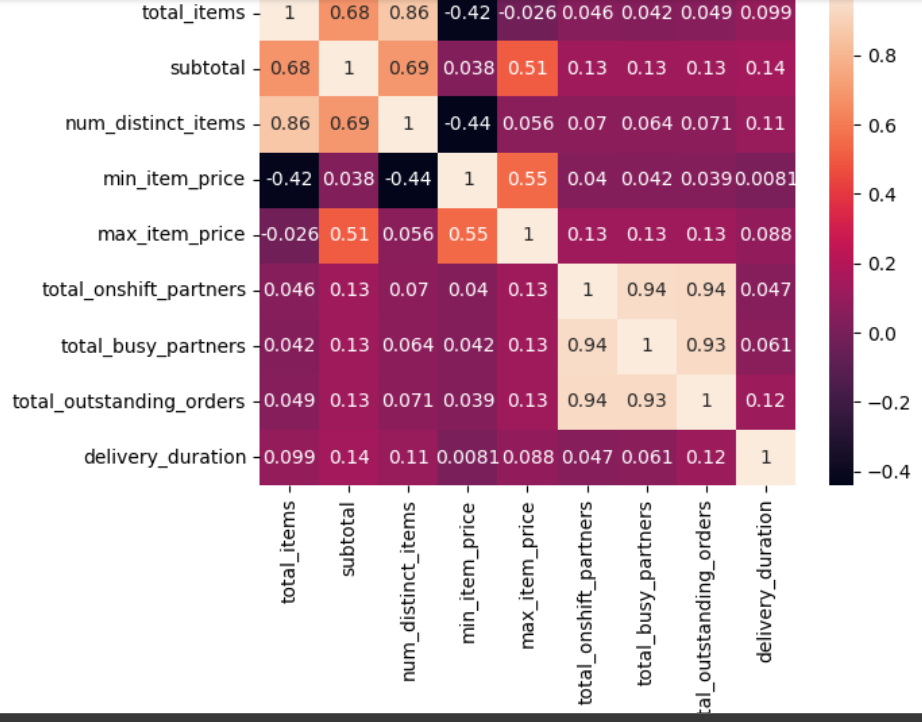 total_items 1 0.68 0.86 -0.42 -0.026 0.046 0.042 0.049 0.099
0.8
subtotal 0.68 1 0.69 0.038 0.51 0.13 0.13 0.13 0.14
num_distinct_items 0.86 0.69 1 -0.44 0.056 0.07 0.064 0.071 0.11
0.6
min_item_price -0.42 0.038 -0.44 1 0.55 0.04 0.042 0.039 0.0081
0.4
max_item_price -0.026 0.51 0.056 0.55 1 0.13 0.13 0.13 0.088
0.2
total_onshift_partners 0.046 0.13 0.07 0.04 0.13 1 0.94 0.94 0.047
0.0
total_busy_partners 0.042 0.13 0.064 0.042 0.13 0.94 1 0.93 0.061
total_outstanding_orders 0.049 0.13 0.071 0.039 0.13 0.94 0.93 1 0.12
−0.2
delivery_duration 0.099 0.14 0.11 0.0081 0.088 0.047 0.061 0.12 1
−0.4
total_items
subtotal
num_distinct_items
min_item_price
max_item_price
total_onshift_partners
total_busy_partners
tal_outstanding_orders
delivery_duration